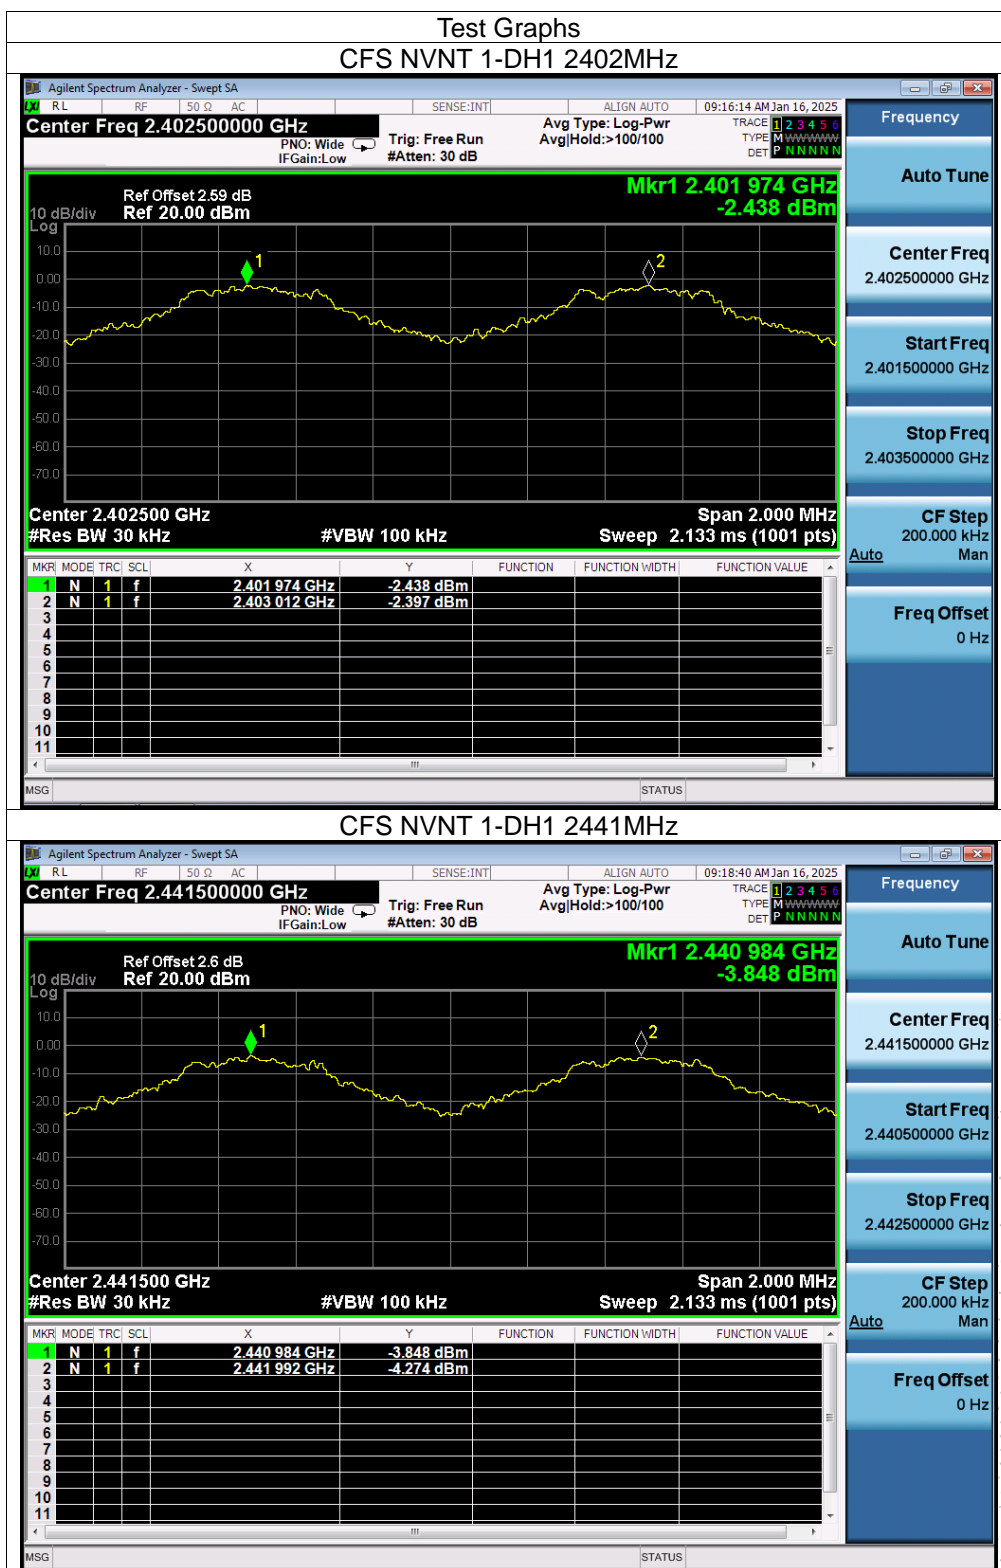 Test Graphs
CFS NVNT 1-DH1 2402MHz
Agilent Spectrum Analyzer - Swept SA
LXI RL RF 50 Ω AC SENSE:INT ALIGN AUTO 09:16:14 AM Jan 16, 2025
Center Freq 2.402500000 GHz
PNO: Wide
IFGain:Low
Trig: Free Run
#Atten: 30 dB
Avg Type: Log-Pwr
Avg|Hold:>100/100
TRACE 1 2 3 4 5 6
TYPE M WWWWW
DET P N N N N N
Frequency
Auto Tune
Center Freq
2.402500000 GHz
Start Freq
2.401500000 GHz
Stop Freq
2.403500000 GHz
CF Step
200.000 kHz
Auto Man
Freq Offset
0 Hz
Mkr1 2.401 974 GHz
-2.438 dBm
Ref Offset 2.59 dB
10 dB/div Ref 20.00 dBm
Log
10.0
0.00
-10.0
-20.0
-30.0
-40.0
-50.0
-60.0
-70.0
1
2
Center 2.402500 GHz Span 2.000 MHz
#Res BW 30 kHz #VBW 100 kHz Sweep 2.133 ms (1001 pts)
MKR MODE TRC SCL X Y FUNCTION FUNCTION WIDTH FUNCTION VALUE
1 N 1 f 2.401 974 GHz -2.438 dBm
2 N 1 f 2.403 012 GHz -2.397 dBm
3
4
5
6
7
8
9
10
11
MSG STATUS
CFS NVNT 1-DH1 2441MHz
Agilent Spectrum Analyzer - Swept SA
LXI RL RF 50 Ω AC SENSE:INT ALIGN AUTO 09:18:40 AM Jan 16, 2025
Center Freq 2.441500000 GHz
PNO: Wide
IFGain:Low
Trig: Free Run
#Atten: 30 dB
Avg Type: Log-Pwr
Avg|Hold:>100/100
TRACE 1 2 3 4 5 6
TYPE M WWWWW
DET P N N N N N
Frequency
Auto Tune
Center Freq
2.441500000 GHz
Start Freq
2.440500000 GHz
Stop Freq
2.442500000 GHz
CF Step
200.000 kHz
Auto Man
Freq Offset
0 Hz
Mkr1 2.440 984 GHz
-3.848 dBm
Ref Offset 2.6 dB
10 dB/div Ref 20.00 dBm
Log
10.0
0.00
-10.0
-20.0
-30.0
-40.0
-50.0
-60.0
-70.0
1
2
Center 2.441500 GHz Span 2.000 MHz
#Res BW 30 kHz #VBW 100 kHz Sweep 2.133 ms (1001 pts)
MKR MODE TRC SCL X Y FUNCTION FUNCTION WIDTH FUNCTION VALUE
1 N 1 f 2.440 984 GHz -3.848 dBm
2 N 1 f 2.441 992 GHz -4.274 dBm
3
4
5
6
7
8
9
10
11
MSG STATUS